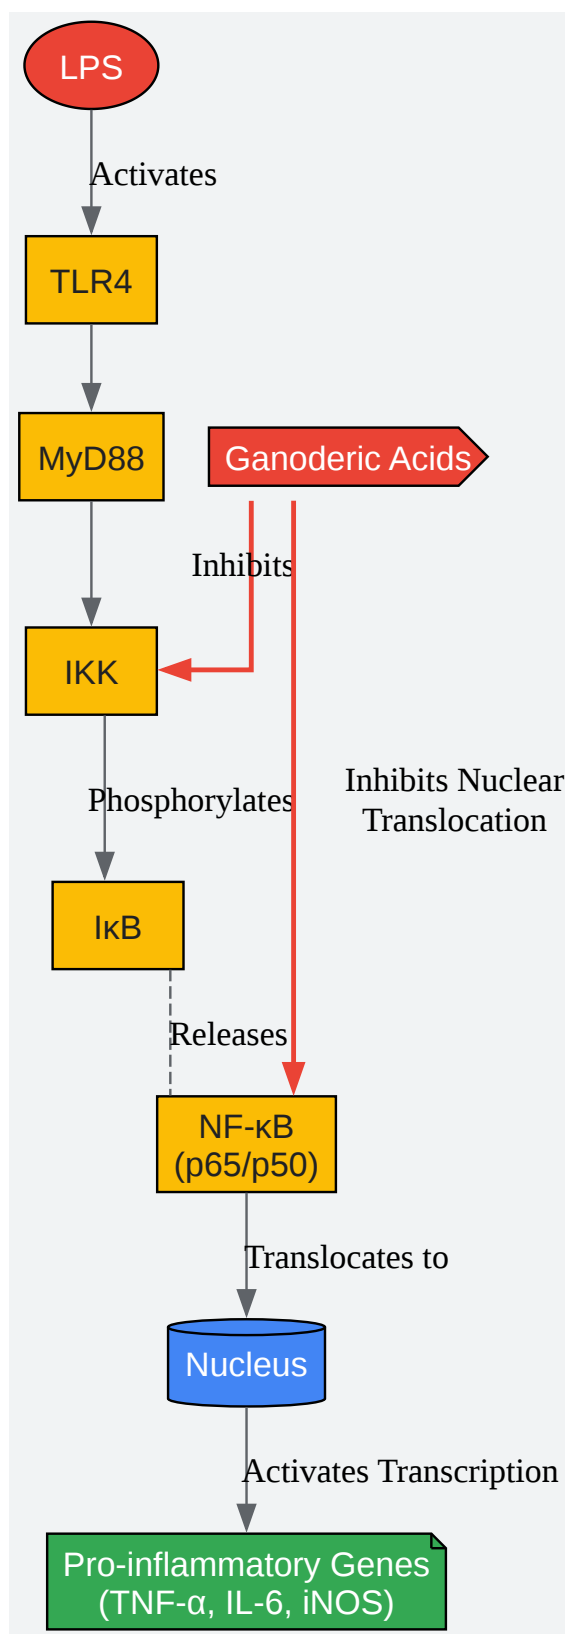 LPS
Activates
TLR4
MyD88
Ganoderic Acids
Inhibits
IKK
Inhibits Nuclear
Translocation
Phosphorylates
IκB
Releases
NF-κB
(p65/p50)
Translocates to
Nucleus
Activates Transcription
Pro-inflammatory Genes
(TNF-α, IL-6, iNOS)